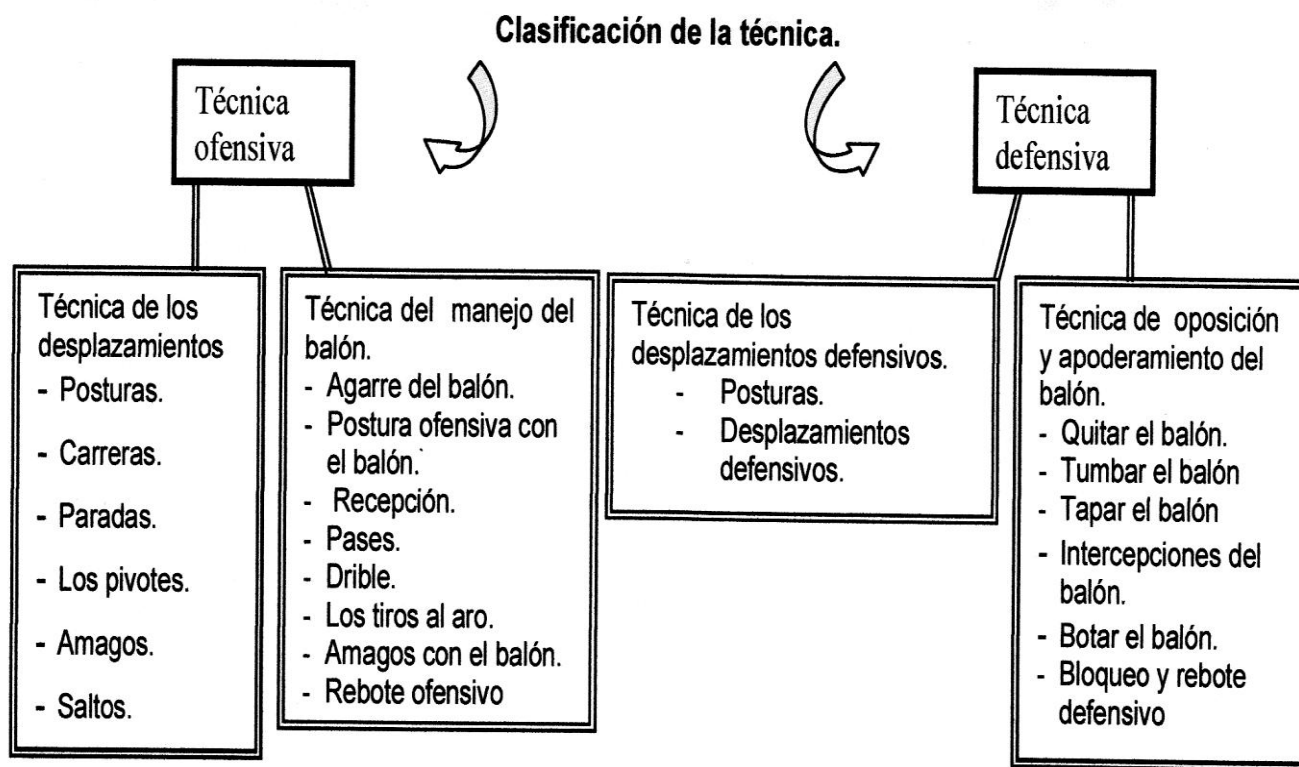 Clasificación de la técnica.
Técnica
ofensiva
Técnica
defensiva
Técnica de los
desplazamientos
- Posturas.
- Carreras.
- Paradas.
- Los pivotes.
- Amagos.
- Saltos.
Técnica del manejo del
balón.
- Agarre del balón.
- Postura ofensiva con
el balón.
- Recepción.
- Pases.
- Drible.
- Los tiros al aro.
- Amagos con el balón.
- Rebote ofensivo
Técnica de los
desplazamientos defensivos.
- Posturas.
- Desplazamientos
defensivos.
Técnica de oposición
y apoderamiento del
balón.
- Quitar el balón.
- Tumbar el balón
- Tapar el balón
- Intercepciones del
balón.
- Botar el balón.
- Bloqueo y rebote
defensivo